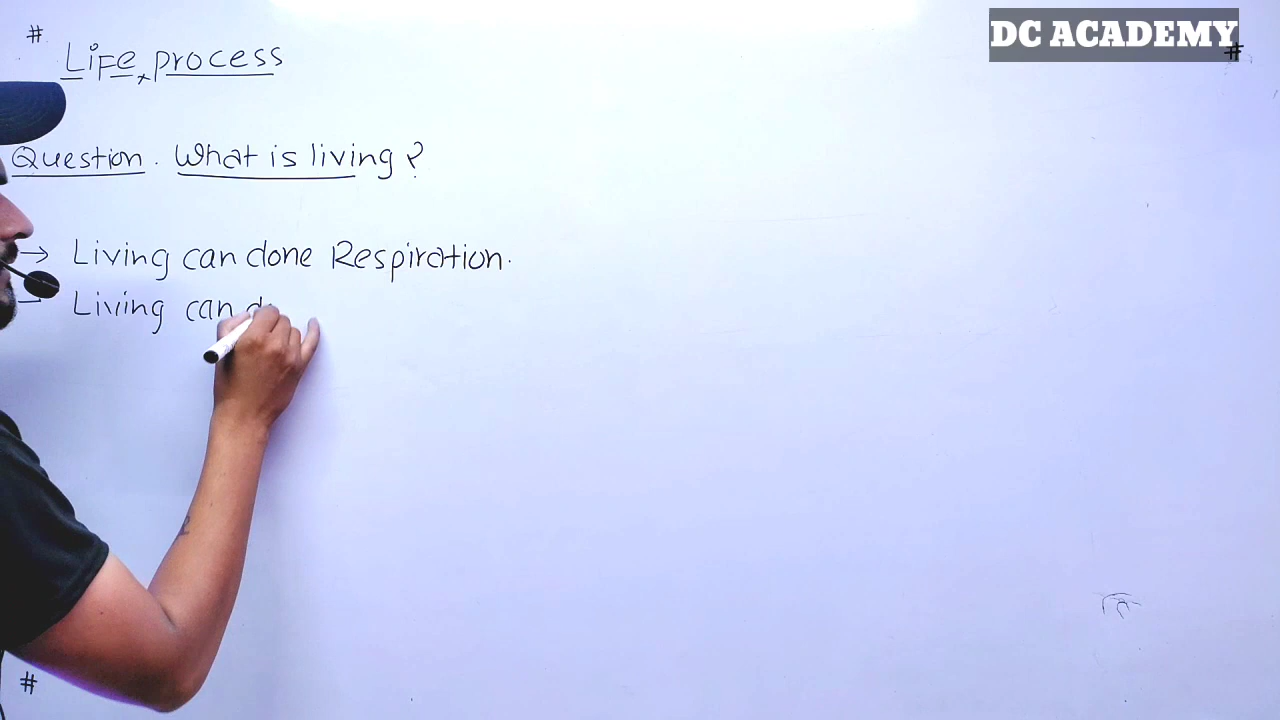 DC ACADEMY
#
#
Life process
Question. What is living?
→ Living can done Respiration.
- Living can d
#